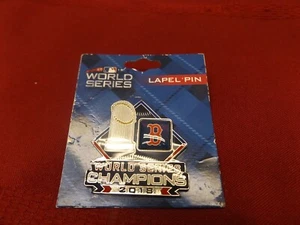 WORLD
SERIES
LAPEL PIN
B
WORLD SERIES
CHAMPIONS
2018